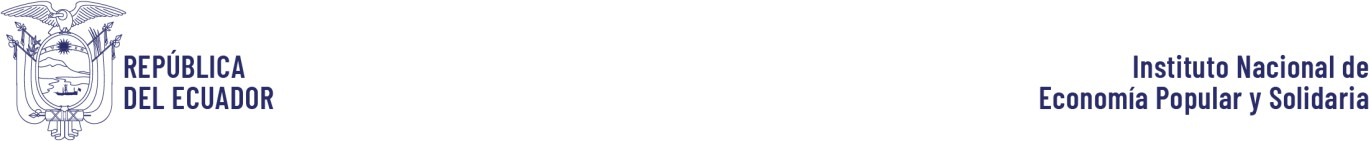 REPÚBLICA
DEL ECUADOR
Instituto Nacional de
Economía Popular y Solidaria